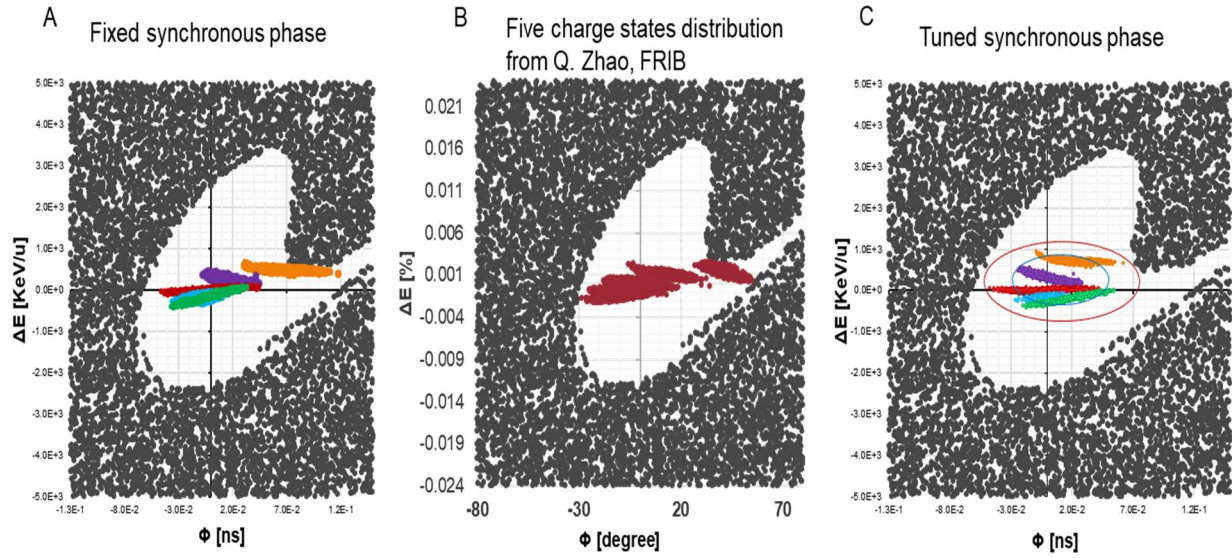 A
Fixed synchronous phase
5.0E+3
4.0E+3
3.0E+3
2.0E+3
1.0E+3
0.0E+0
-1.0E+3
-2.0E+3
-3.0E+3
-4.0E+3
-5.0E+3
ΔE [KeV/u]
-1.3E-1 -8.0E-2 -3.0E-2 2.0E-2 7.0E-2 1.2E-1
Φ [ns]
B
Five charge states distribution
from Q. Zhao, FRIB
0.021
0.016
0.011
0.006
0.001
-0.004
-0.009
-0.014
-0.019
-0.024
ΔE [%]
-80 -30 20 70
Φ [degree]
C
Tuned synchronous phase
5.0E+3
4.0E+3
3.0E+3
2.0E+3
1.0E+3
0.0E+0
-1.0E+3
-2.0E+3
-3.0E+3
-4.0E+3
-5.0E+3
ΔE [KeV/u]
-1.3E-1 -8.0E-2 -3.0E-2 2.0E-2 7.0E-2 1.2E-1
Φ [ns]